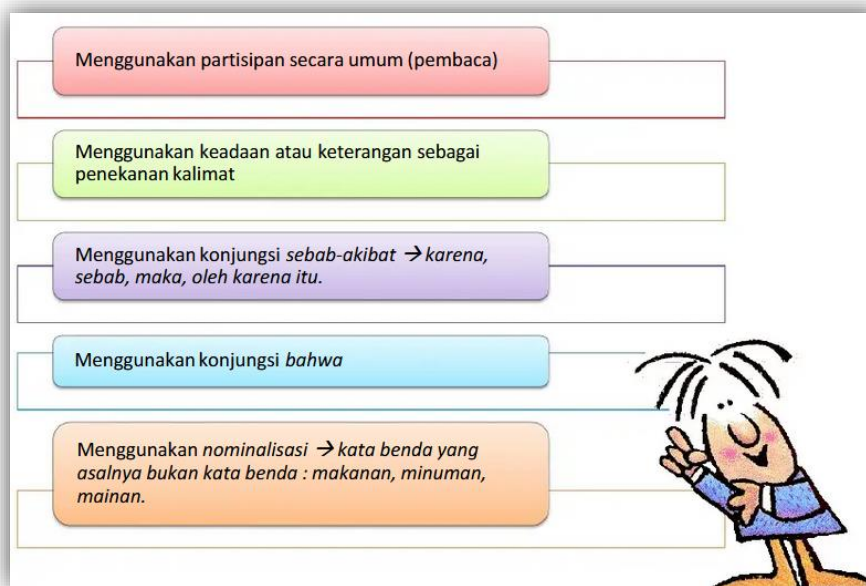 Menggunakan partisipan secara umum (pembaca)
Menggunakan keadaan atau keterangan sebagai
penekanan kalimat
Menggunakan konjungsi sebab-akibat → karena,
sebab, maka, oleh karena itu.
Menggunakan konjungsi bahwa
Menggunakan nominalisasi → kata benda yang
asalnya bukan kata benda : makanan, minuman,
mainan.